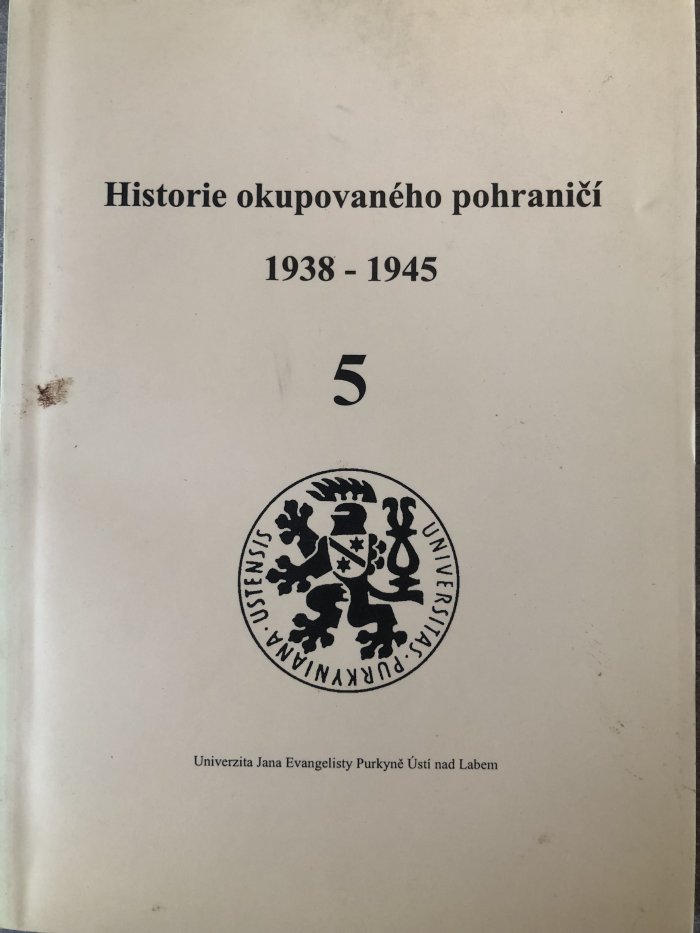 Historie okupovaného pohraničí
1938 - 1945
5
UNIVERSITAS · PURKYNIANA · USTENSIS
Univerzita Jana Evangelisty Purkyně Ústí nad Labem